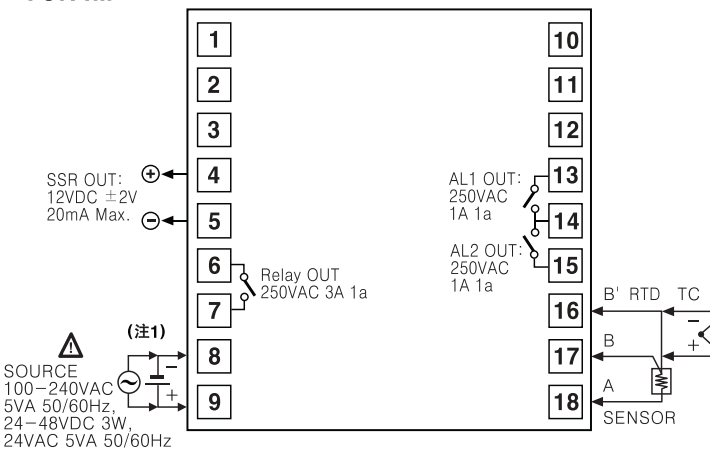 1
2
3
4
5
6
7
8
9
10
11
12
13
14
15
16
17
18
SSR OUT:
12VDC ±2V
20mA Max.
+
−
Relay OUT
250VAC 3A 1a
(注1)
−
+
SOURCE
100−240VAC
5VA 50/60Hz,
24−48VDC 3W,
24VAC 5VA 50/60Hz
AL1 OUT:
250VAC
1A 1a
AL2 OUT:
250VAC
1A 1a
B' RTD TC
−
+
B
A
SENSOR